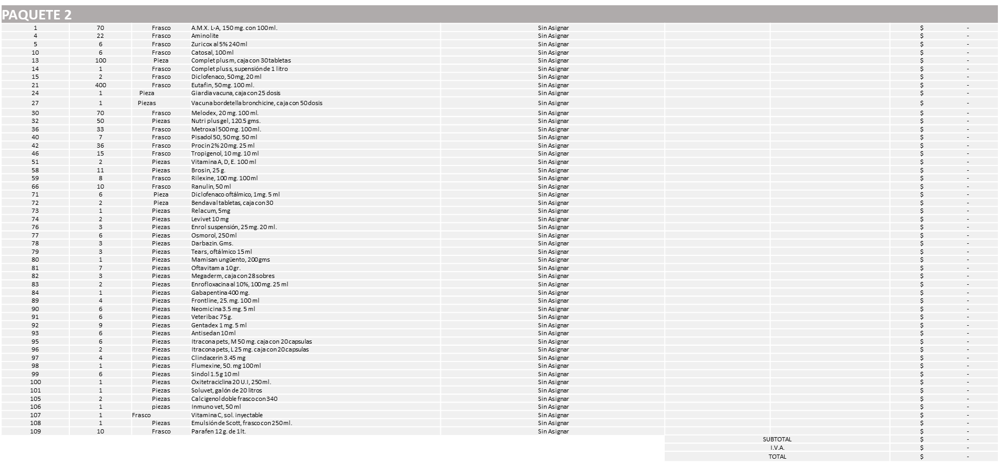 PAQUETE 2
1 70 Frasco A.M.X. L-A, 150 mg. con 100 ml. Sin Asignar $ -
4 22 Frasco Aminolite Sin Asignar $ -
5 6 Frasco Zuricox al 5% 240 ml Sin Asignar $ -
10 6 Frasco Catosal, 100 ml Sin Asignar $ -
13 100 Pieza Complet plus m, caja con 30 tabletas Sin Asignar $ -
14 1 Frasco Complet plus s, supensión de 1 litro Sin Asignar $ -
15 2 Frasco Diclofenaco, 50 mg, 20 ml Sin Asignar $ -
21 400 Frasco Eutafin, 50 mg. 100 ml. Sin Asignar $ -
24 1 Pieza Giardia vacuna, caja con 25 dosis Sin Asignar $ -
27 1 Piezas Vacuna bordetella bronchicine, caja con 50 dosis Sin Asignar $ -
30 70 Frasco Melodex, 20 mg. 100 ml. Sin Asignar $ -
32 50 Piezas Nutri plus gel, 120.5 gms. Sin Asignar $ -
36 33 Frasco Metroxal 500 mg. 100 ml. Sin Asignar $ -
40 7 Frasco Pisadol 50, 50 mg. 50 ml Sin Asignar $ -
42 36 Frasco Procin 2% 20 mg. 25 ml Sin Asignar $ -
46 15 Frasco Tropigenol, 10 mg. 10 ml Sin Asignar $ -
51 2 Piezas Vitamina A, D, E. 100 ml Sin Asignar $ -
58 11 Piezas Brosin, 25 g. Sin Asignar $ -
59 8 Frasco Rilexine, 100 mg. 100 ml Sin Asignar $ -
66 10 Frasco Ranulin, 50 ml Sin Asignar $ -
71 6 Pieza Diclofenaco oftálmico, 1mg. 5 ml Sin Asignar $ -
72 2 Pieza Bendaval tabletas, caja con 30 Sin Asignar $ -
73 1 Piezas Relacum, 5mg Sin Asignar $ -
74 2 Piezas Levivet 10 mg Sin Asignar $ -
76 3 Piezas Enrol suspensión, 25 mg. 20 ml. Sin Asignar $ -
77 6 Piezas Osmorol, 250 ml Sin Asignar $ -
78 3 Piezas Darbazin. Gms. Sin Asignar $ -
79 3 Piezas Tears, oftálmico 15 ml Sin Asignar $ -
80 1 Piezas Mamisan ungüento, 200 gms Sin Asignar $ -
81 7 Piezas Oftavitam a 10 gr. Sin Asignar $ -
82 3 Piezas Megaderm, caja con 28 sobres Sin Asignar $ -
83 2 Piezas Enrofloxacina al 10%, 100 mg. 25 ml Sin Asignar $ -
84 1 Piezas Gabapentina 400 mg. Sin Asignar $ -
89 4 Piezas Frontline, 25. mg. 100 ml Sin Asignar $ -
90 6 Piezas Neomicina 3.5 mg. 5 ml Sin Asignar $ -
91 6 Piezas Veteribac 75 g. Sin Asignar $ -
92 9 Piezas Gentadex 1 mg. 5 ml Sin Asignar $ -
93 6 Piezas Antisedan 10 ml Sin Asignar $ -
95 6 Piezas Itraconapets, M 50 mg. caja con 20 capsulas Sin Asignar $ -
96 2 Piezas Itraconapets, L 25 mg. caja con 20 capsulas Sin Asignar $ -
97 4 Piezas Clindacerin 3.45 mg Sin Asignar $ -
98 1 Piezas Flumexine, 50. mg 100 ml Sin Asignar $ -
99 6 Piezas Sindol 1.5 g 10 ml Sin Asignar $ -
100 1 Piezas Oxitetraciclina 20 U.I, 250 ml. Sin Asignar $ -
101 1 Piezas Soluvet, galón de 20 litros Sin Asignar $ -
105 2 Piezas Calcigenol doble frasco con 340 Sin Asignar $ -
106 1 piezas Inmuno vet, 50 ml Sin Asignar $ -
107 1 Frasco Vitamina C, sol. inyectable Sin Asignar $ -
108 1 Piezas Emulsión de Scott, frasco con 250 ml. Sin Asignar $ -
109 10 Frasco Parafen 12 g. de 1 lt. Sin Asignar $ -
SUBTOTAL $ -
I.V.A. $ -
TOTAL $ -